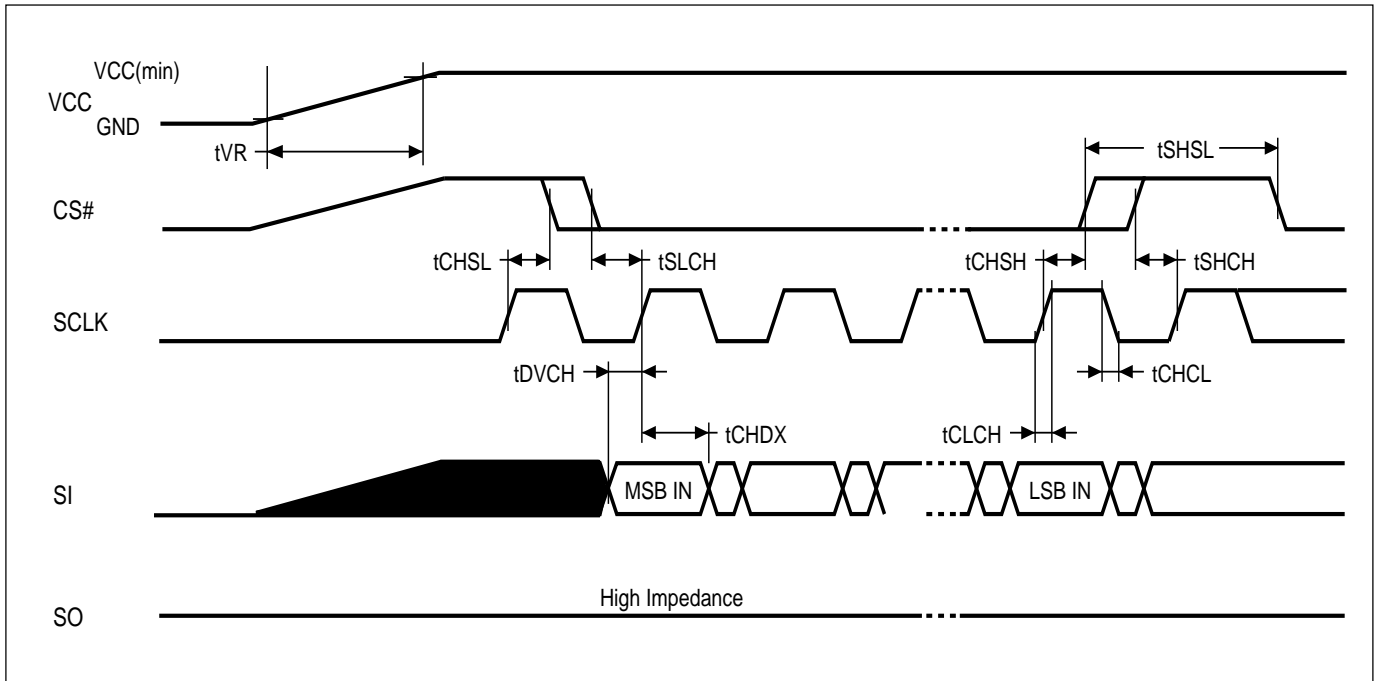 VCC(min)
VCC
GND
tVR
tSHSL
CS#
tCHSL
tSLCH
tCHSH
tSHCH
SCLK
tDVCH
tCHCL
tCHDX
tCLCH
SI
MSB IN
LSB IN
High Impedance
SO